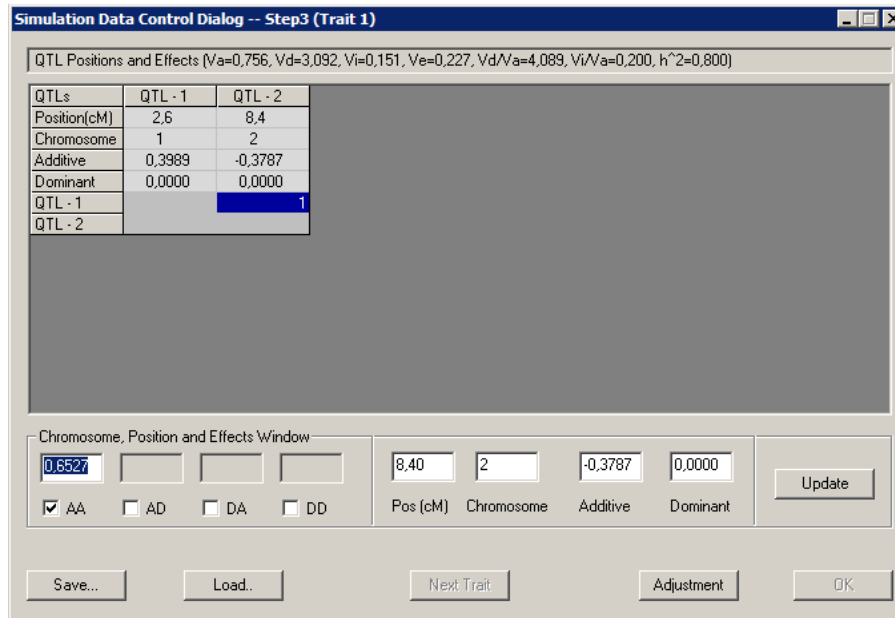 Simulation Data Control Dialog -- Step3 (Trait 1)
QTL Positions and Effects (Va=0,756, Vd=3,092, Vi=0,151, Ve=0,227, Vd/Va=4,089, Vi/Va=0,200, h^2=0,800)
QTLs QTL - 1 QTL - 2
Position(cM) 2,6 8,4
Chromosome 1 2
Additive 0,3989 -0,3787
Dominant 0,0000 0,0000
QTL - 1 1
QTL - 2
Chromosome, Position and Effects Window
0,6527 8,40 2 -0,3787 0,0000
Update
AA AD DA DD Pos (cM) Chromosome Additive Dominant
Save... Load.. Next Trait Adjustment OK